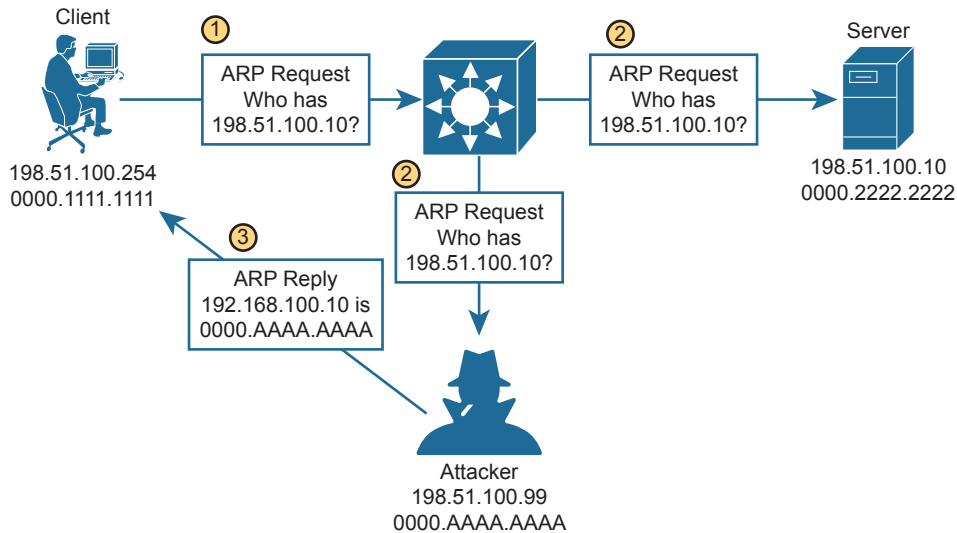 Client
1
ARP Request
Who has
198.51.100.10?
2
ARP Request
Who has
198.51.100.10?
Server
198.51.100.254
0000.1111.1111
198.51.100.10
0000.2222.2222
2
ARP Request
Who has
198.51.100.10?
3
ARP Reply
192.168.100.10 is
0000.AAAA.AAAA
Attacker
198.51.100.99
0000.AAAA.AAAA